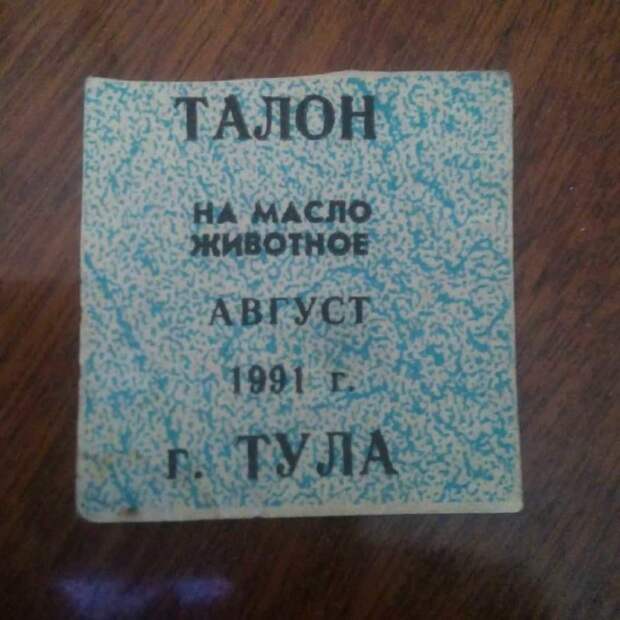 ТАЛОН
НА МАСЛО
ЖИВОТНОЕ
АВГУСТ
1991 г.
г. ТУЛА